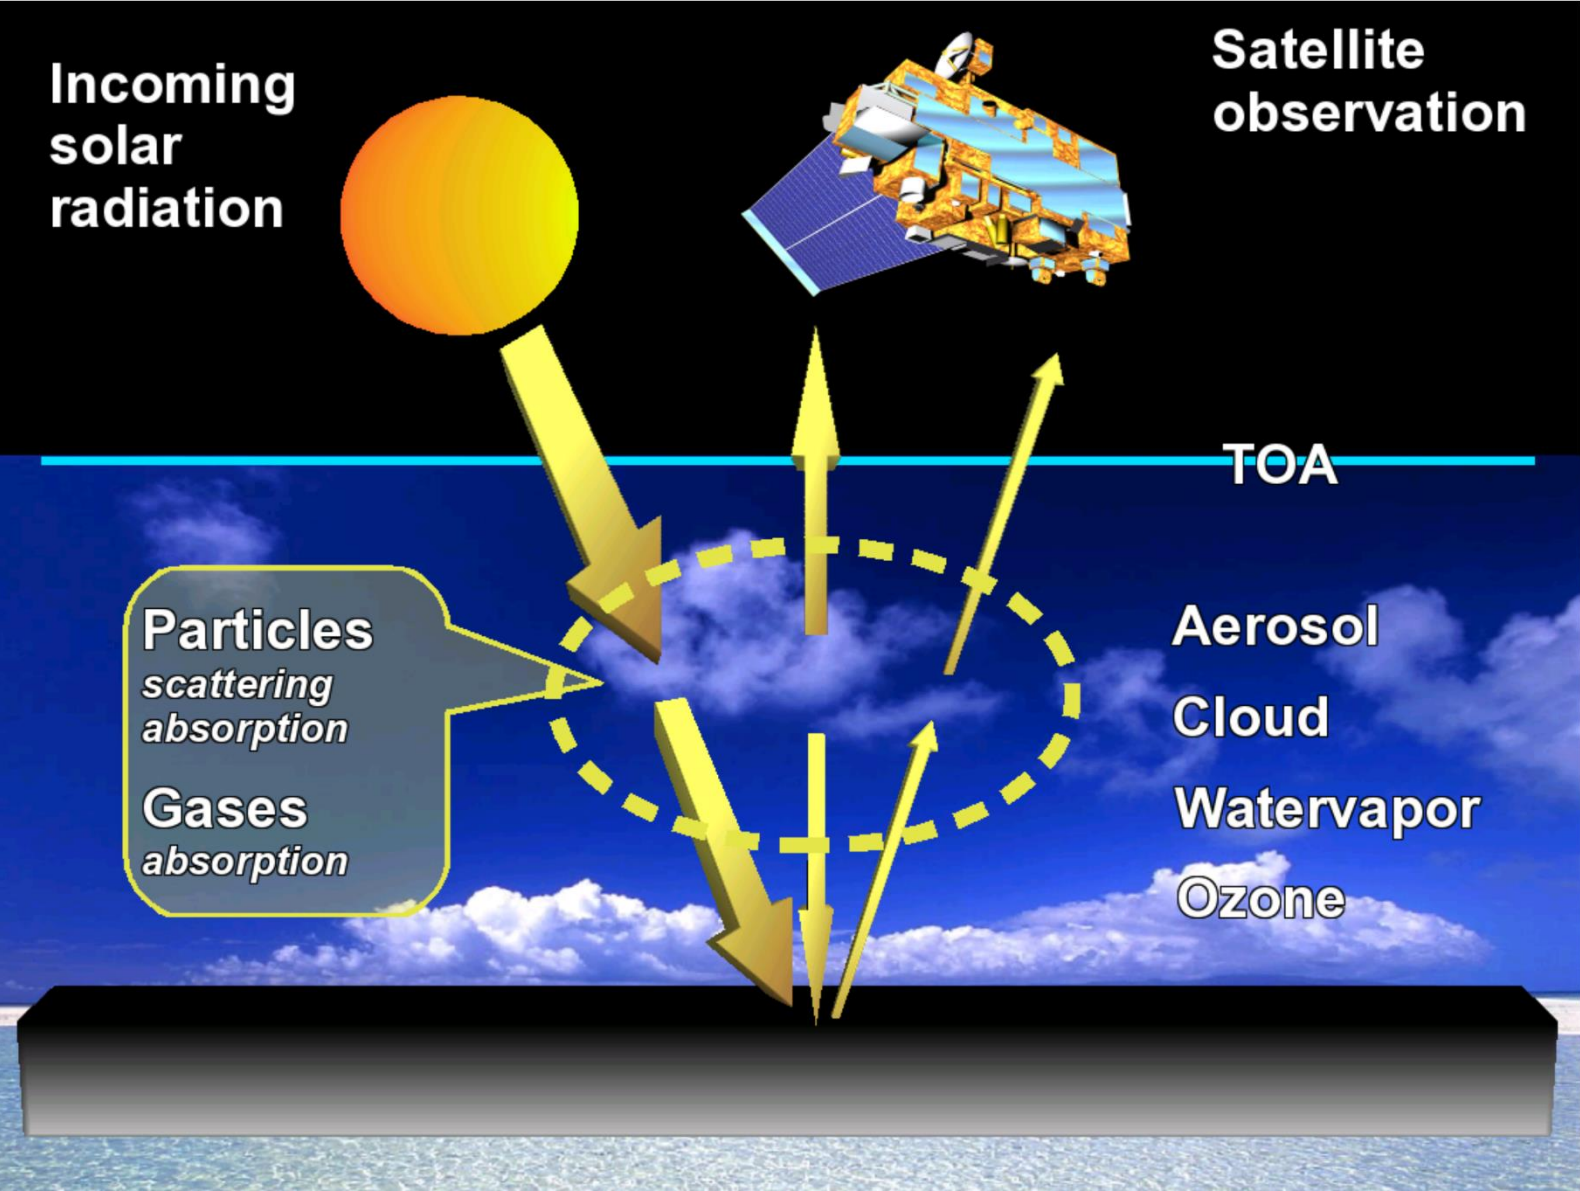 Incoming
solar
radiation
Satellite
observation
TOA
Particles
scattering
absorption
Gases
absorption
Aerosol
Cloud
Watervapor
Ozone